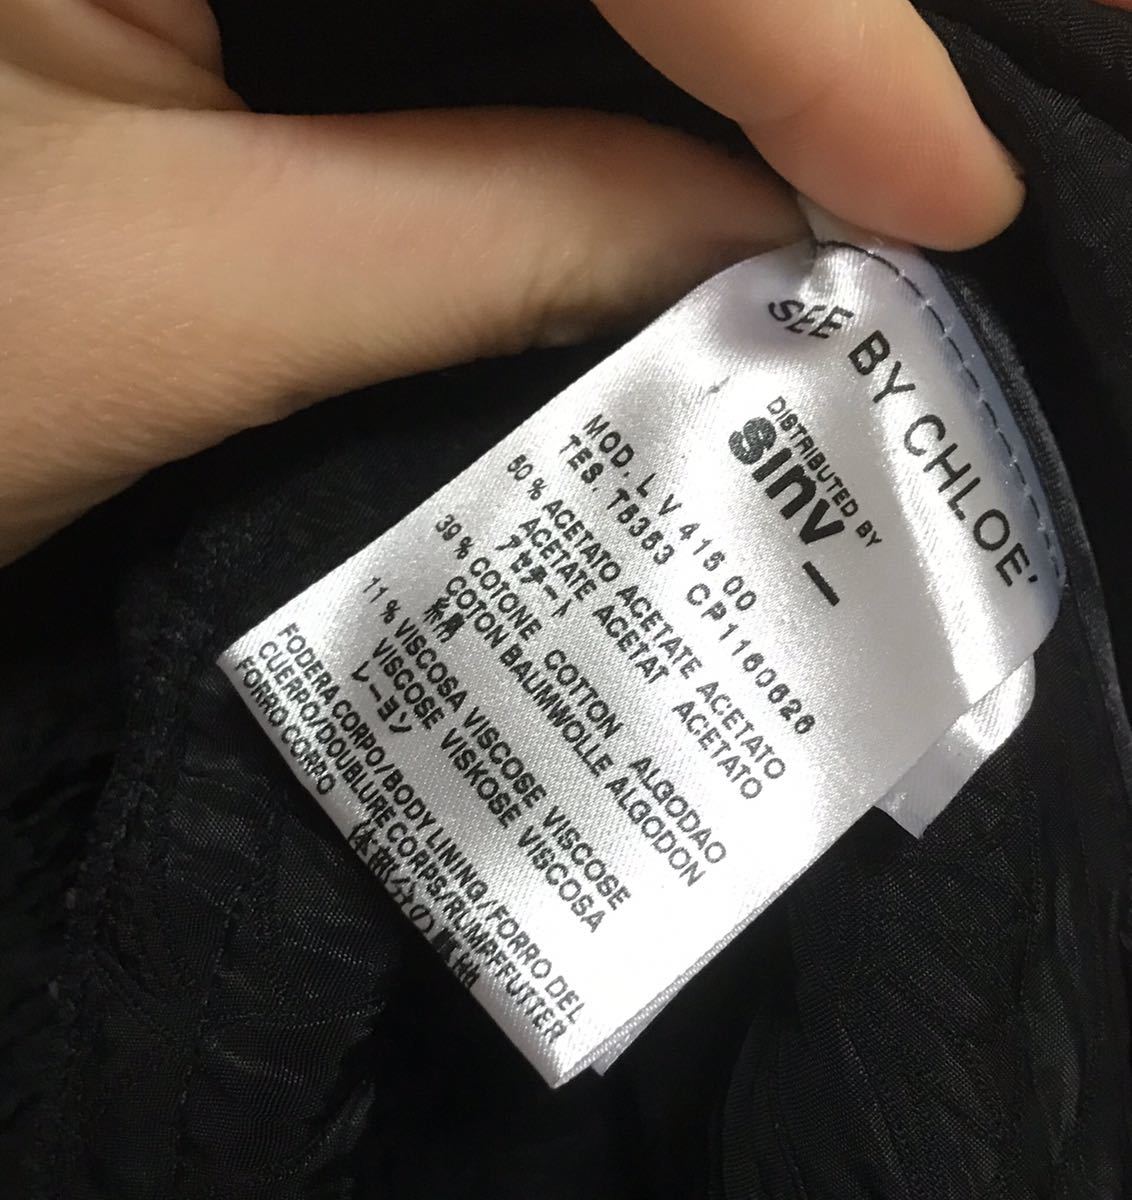 SEE BY CHLOE'
DISTRIBUTED BY
sinv
MOD. L V 415 00
TES. T5353 CP1160626
50 % ACETATO ACETATE ACETATO
ACETATE ACETAT ACETATO
アセテート
39 % COTONE COTTON ALGODAO
COTON BAUMWOLLE ALGODON
11 % VISCOSA VISCOSE VISCOSE
VISCOSE VISKOSE VISCOSA
レーヨン
FODERA CORPO/BODY LINING/FORRO DEL
CUERPO/DOUBLURE CORPS/RUMPFFUTTER
FORRO CORPO